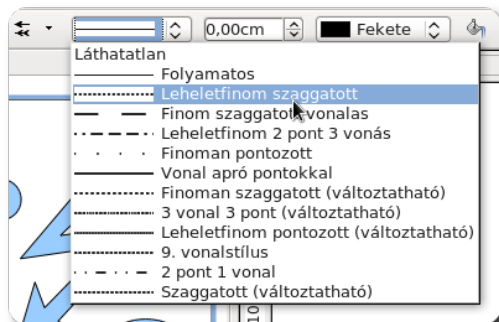 0,00cm Fekete
Láthatatlan
Folyamatos
Leheletfinom szaggatott
Finom szaggatott-vonalas
Leheletfinom 2 pont 3 vonás
Finoman pontozott
Vonal apró pontokkal
Finoman szaggatott (változtatható)
3 vonal 3 pont (változtatható)
Leheletfinom pontozott (változtatható)
9. vonalstílus
2 pont 1 vonal
Szaggatott (változtatható)